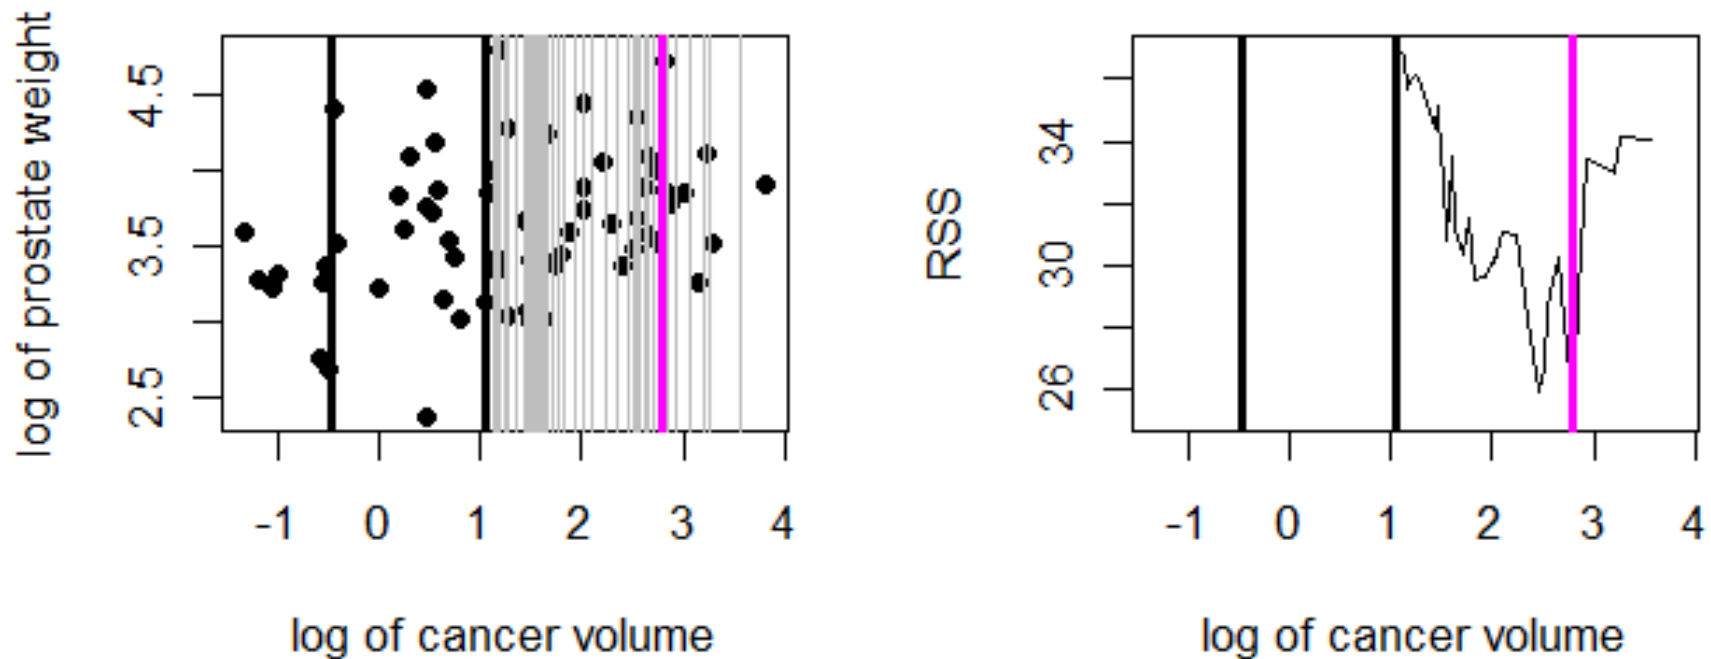 log of prostate weight
4.5
3.5
2.5
-1 0 1 2 3 4
log of cancer volume
RSS
34
30
26
-1 0 1 2 3 4
log of cancer volume